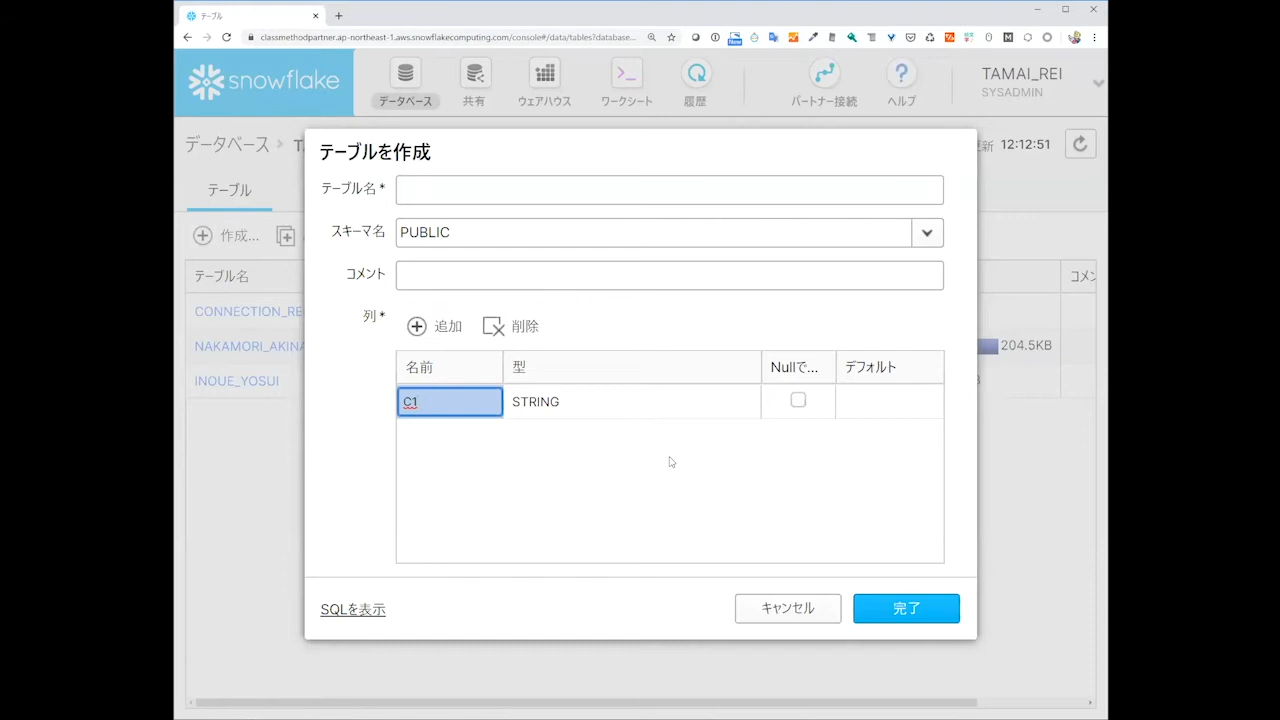 テーブル
classmethodpartner.ap-northeast-1.aws.snowflakecomputing.com/console#/data/tables?database...
New
snowflake
データベース
共有
ウェアハウス
ワークシート
履歴
パートナー接続
ヘルプ
TAMAI_REI
SYSADMIN
データベース
12:12:51
テーブル
作成...
テーブル名
コメン
CONNECTION_RE
NAKAMORI_AKINA
204.5KB
INOUE_YOSUI
テーブルを作成
テーブル名 *
スキーマ名
PUBLIC
コメント
列 *
追加
削除
名前
型
Nullで...
デフォルト
C1
STRING
SQLを表示
キャンセル
完了